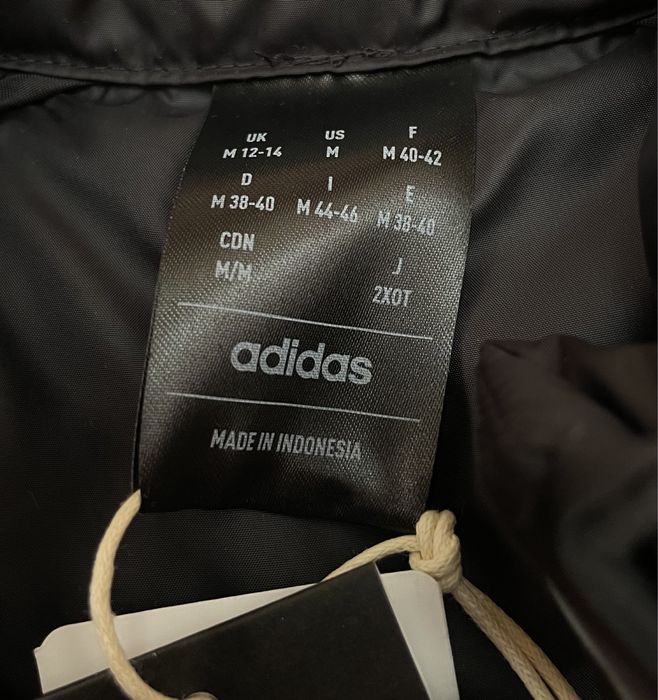 UK US F
M 12-14 M M 40-42
D I E
M 38-40 M 44-46 M 38-40
CDN J
M/M 2XOT
adidas
MADE IN INDONESIA